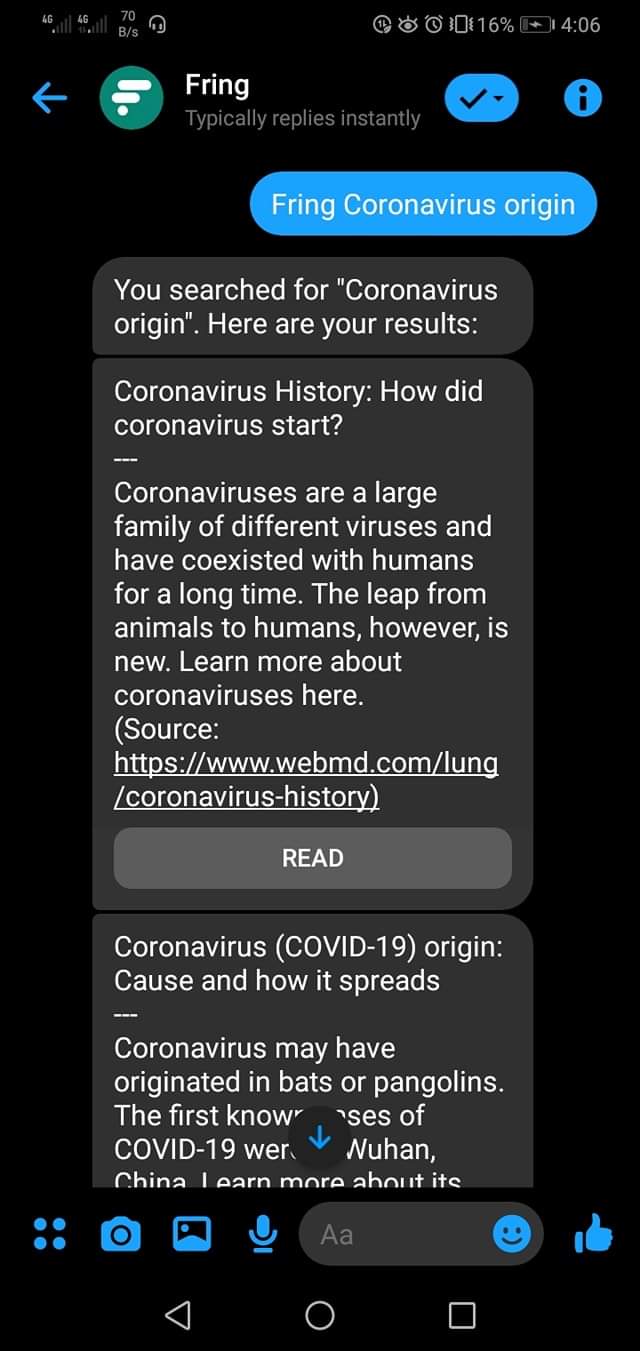 4G 4G 70 B/s 16% 4:06
Fring
Typically replies instantly
Fring Coronavirus origin
You searched for "Coronavirus
origin". Here are your results:
Coronavirus History: How did
coronavirus start?
---
Coronaviruses are a large
family of different viruses and
have coexisted with humans
for a long time. The leap from
animals to humans, however, is
new. Learn more about
coronaviruses here.
(Source:
https://www.webmd.com/lung
/coronavirus-history)
READ
Coronavirus (COVID-19) origin:
Cause and how it spreads
---
Coronavirus may have
originated in bats or pangolins.
The first of
COVID-19 Wuhan,
China. Learn more about its
Aa